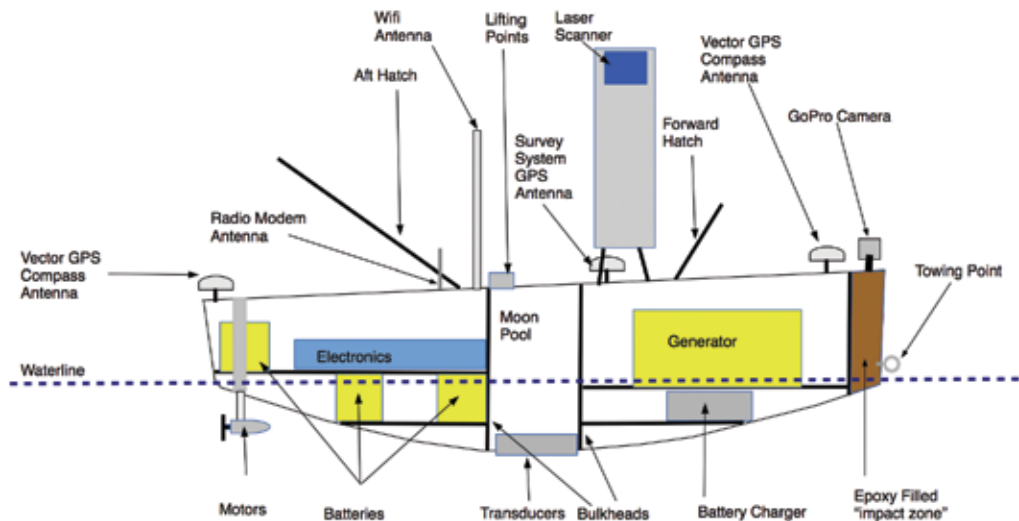 Wifi
Antenna
Lifting
Points
Laser
Scanner
Vector GPS
Compass
Antenna
Aft Hatch
GoPro Camera
Survey
System
GPS
Antenna
Forward
Hatch
Radio Modem
Antenna
Vector GPS
Compass
Antenna
Towing Point
Moon
Pool
Generator
Electronics
Waterline
Motors
Batteries
Transducers
Bulkheads
Battery Charger
Epoxy Filled
"impact zone"